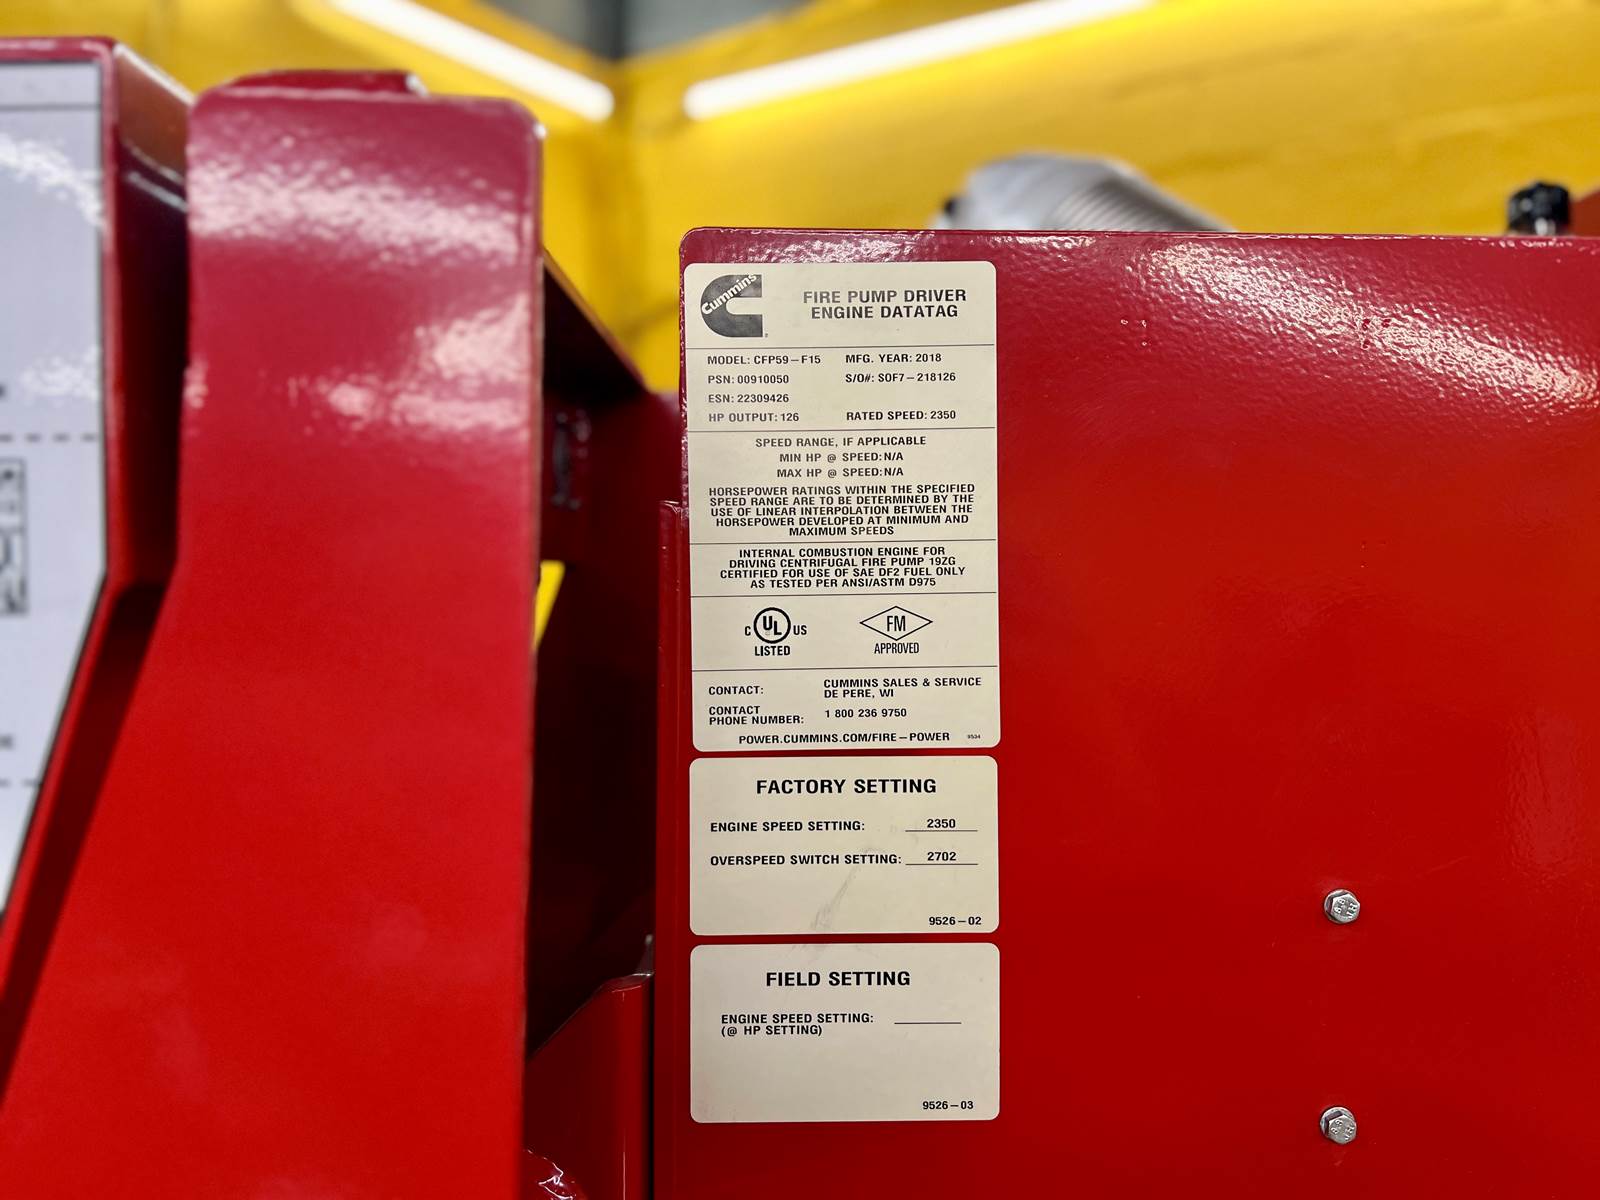 Cummins
FIRE PUMP DRIVER
ENGINE DATATAG
MODEL: CFP59-F15 MFG. YEAR: 2018
PSN: 00910050 S/O#: SOF7-218126
ESN: 22309426
HP OUTPUT: 126 RATED SPEED: 2350
SPEED RANGE, IF APPLICABLE
MIN HP @ SPEED: N/A
MAX HP @ SPEED: N/A
HORSEPOWER RATINGS WITHIN THE SPECIFIED
SPEED RANGE ARE TO BE DETERMINED BY THE
USE OF LINEAR INTERPOLATION BETWEEN THE
HORSEPOWER DEVELOPED AT MINIMUM AND
MAXIMUM SPEEDS
INTERNAL COMBUSTION ENGINE FOR
DRIVING CENTRIFUGAL FIRE PUMP 19ZG
CERTIFIED FOR USE OF SAE DF2 FUEL ONLY
AS TESTED PER ANSI/ASTM D975
C UL US
LISTED
FM
APPROVED
CONTACT: CUMMINS SALES & SERVICE
DE PERE, WI
CONTACT
PHONE NUMBER: 1 800 236 9750
POWER.CUMMINS.COM/FIRE-POWER 9534
FACTORY SETTING
ENGINE SPEED SETTING: 2350
OVERSPEED SWITCH SETTING: 2702
9526-02
FIELD SETTING
ENGINE SPEED SETTING:
(@ HP SETTING)
9526-03